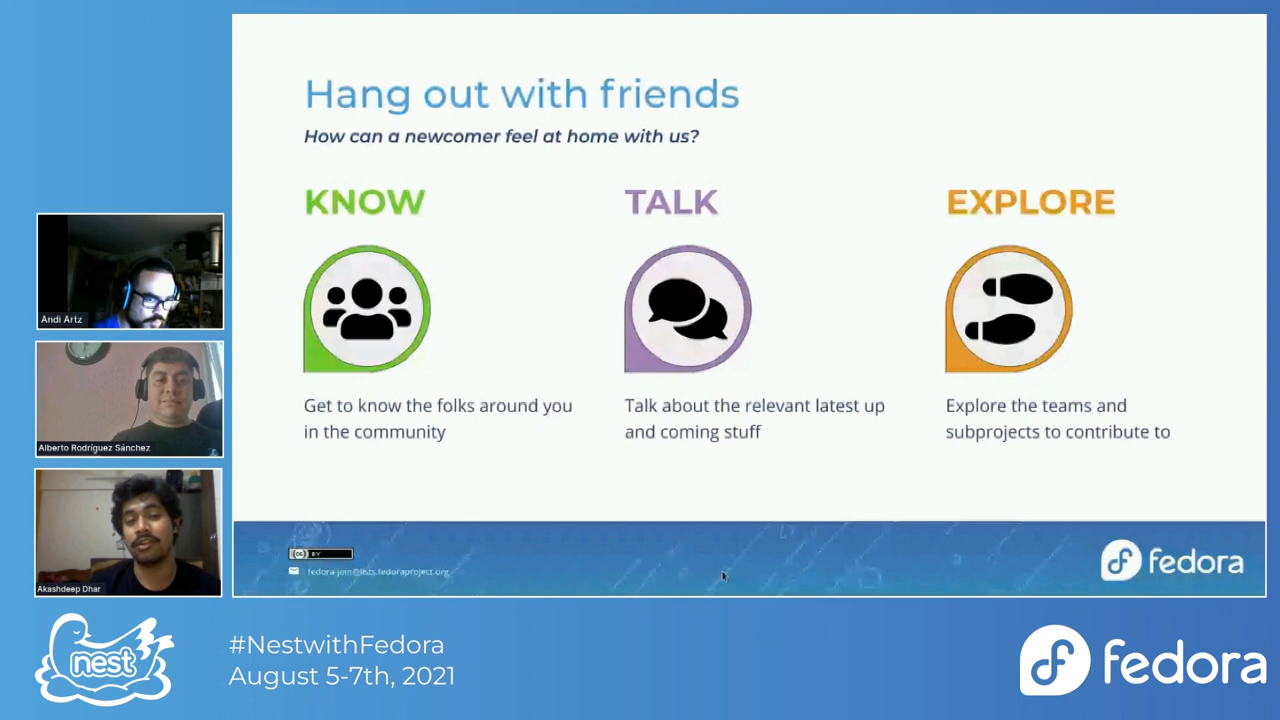 Hang out with friends
How can a newcomer feel at home with us?
KNOW
TALK
EXPLORE
Get to know the folks around you
in the community
Talk about the relevant latest up
and coming stuff
Explore the teams and
subprojects to contribute to
Andi Artz
Alberto Rodríguez Sánchez
Akashdeep Dhar
cc BY
fedora-join@lists.fedoraproject.org
fedora
nest
#NestwithFedora
August 5-7th, 2021
fedora